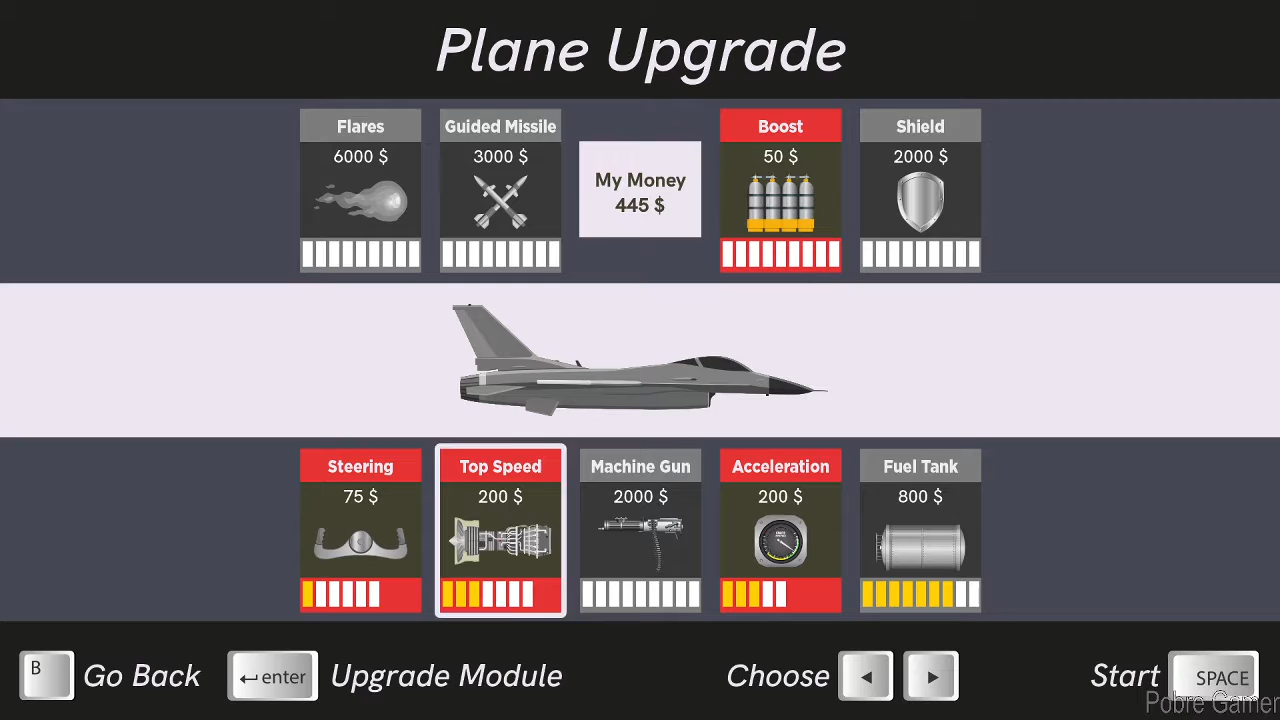 Plane Upgrade
Flares
6000 $
Guided Missile
3000 $
My Money
445 $
Boost
50 $
Shield
2000 $
Steering
75 $
Top Speed
200 $
Machine Gun
2000 $
Acceleration
200 $
Fuel Tank
800 $
B Go Back
enter Upgrade Module
Choose
Start SPACE
Pobre Gamer